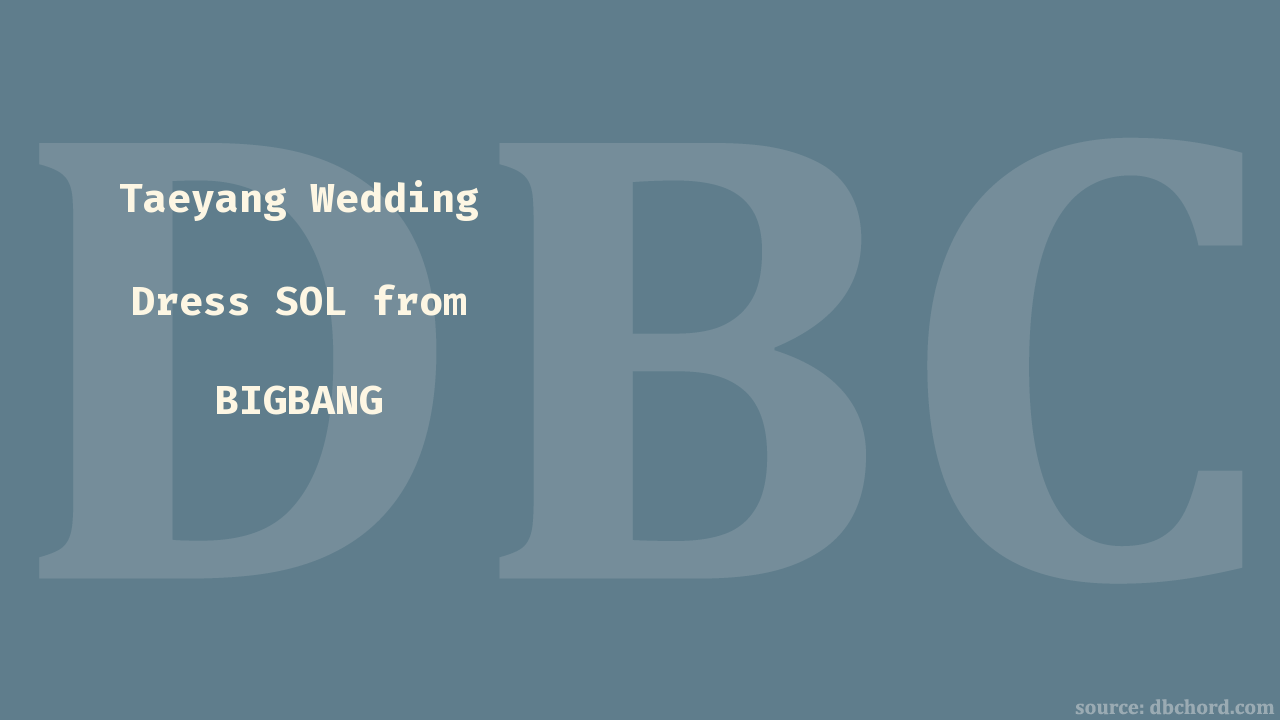 DBC
Taeyang Wedding
Dress SOL from
BIGBANG
source: dbchord.com